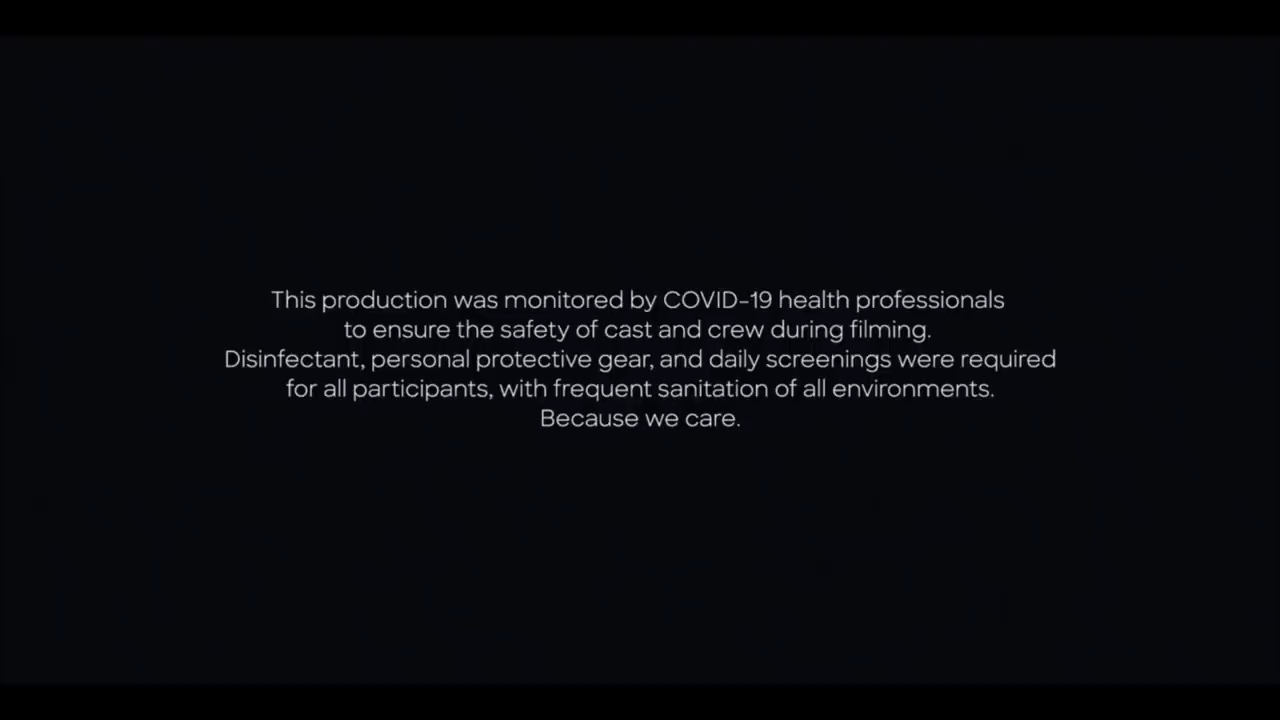 This production was monitored by COVID-19 health professionals
to ensure the safety of cast and crew during filming.
Disinfectant, personal protective gear, and daily screenings were required
for all participants, with frequent sanitation of all environments.
Because we care.